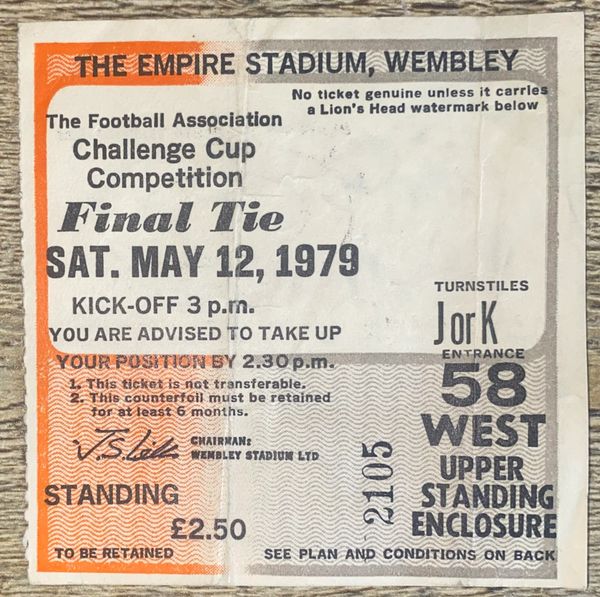 THE EMPIRE STADIUM, WEMBLEY
No ticket genuine unless it carries
a Lion's Head watermark below
The Football Association
Challenge Cup
Competition
Final Tie
SAT. MAY 12, 1979
KICK-OFF 3 p.m.
YOU ARE ADVISED TO TAKE UP
YOUR POSITION BY 2.30 p.m.
1. This ticket is not transferable.
2. This counterfoil must be retained
for at least 6 months.
CHAIRMAN:
WEMBLEY STADIUM LTD
STANDING
£2.50
TO BE RETAINED
TURNSTILES
J or K
ENTRANCE
58
WEST
UPPER
STANDING
ENCLOSURE
2105
SEE PLAN AND CONDITIONS ON BACK